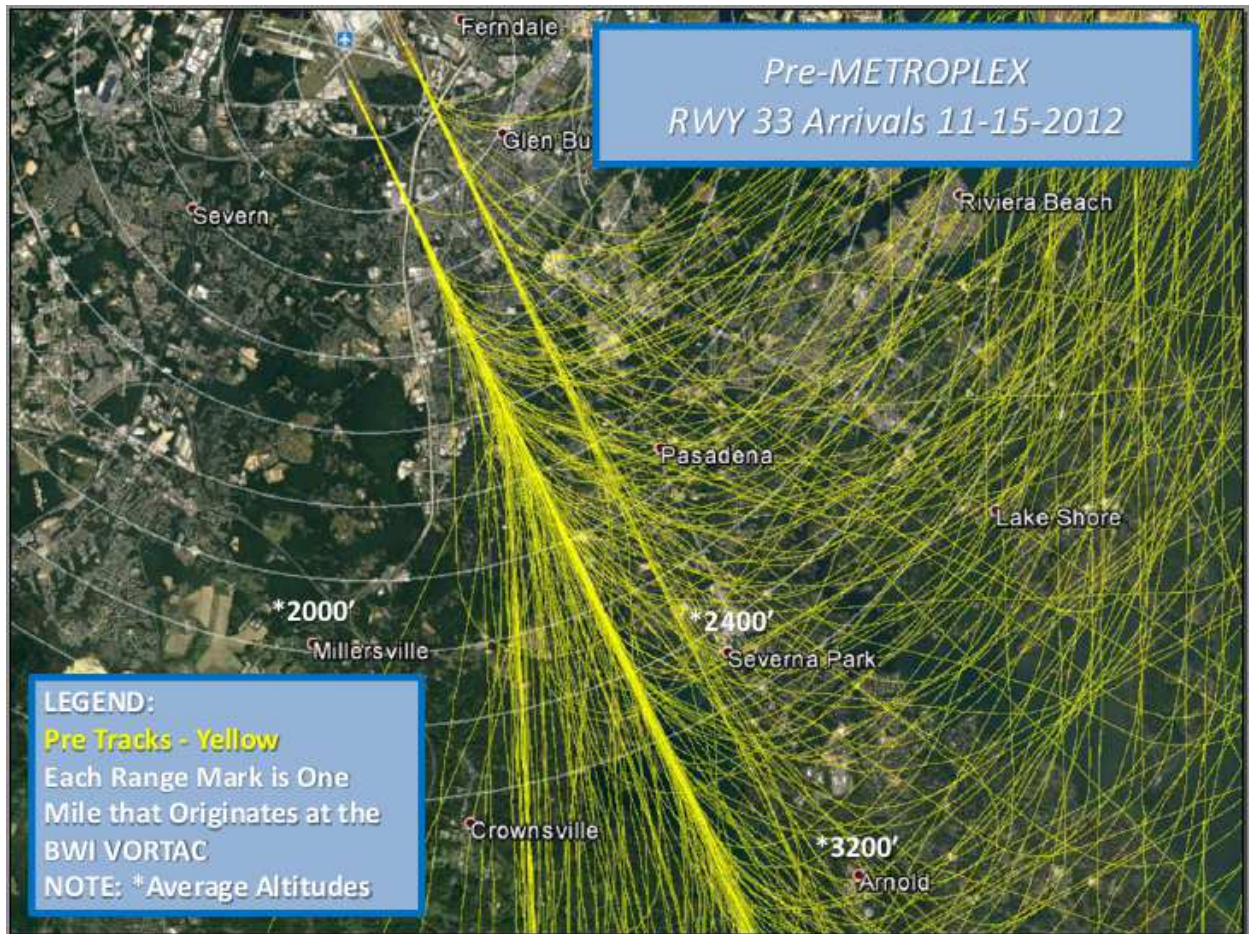 Ferndale
Pre-METROPLEX
RWY 33 Arrivals 11-15-2012
Glen Bu
Severn
Riviera Beach
Pasadena
Lake Shore
*2000’
Millersville
*2400’
Severna Park
LEGEND:
Pre Tracks - Yellow
Each Range Mark is One
Mile that Originates at the
BWI VORTAC
NOTE: *Average Altitudes
Crownsville
*3200’
Arnold